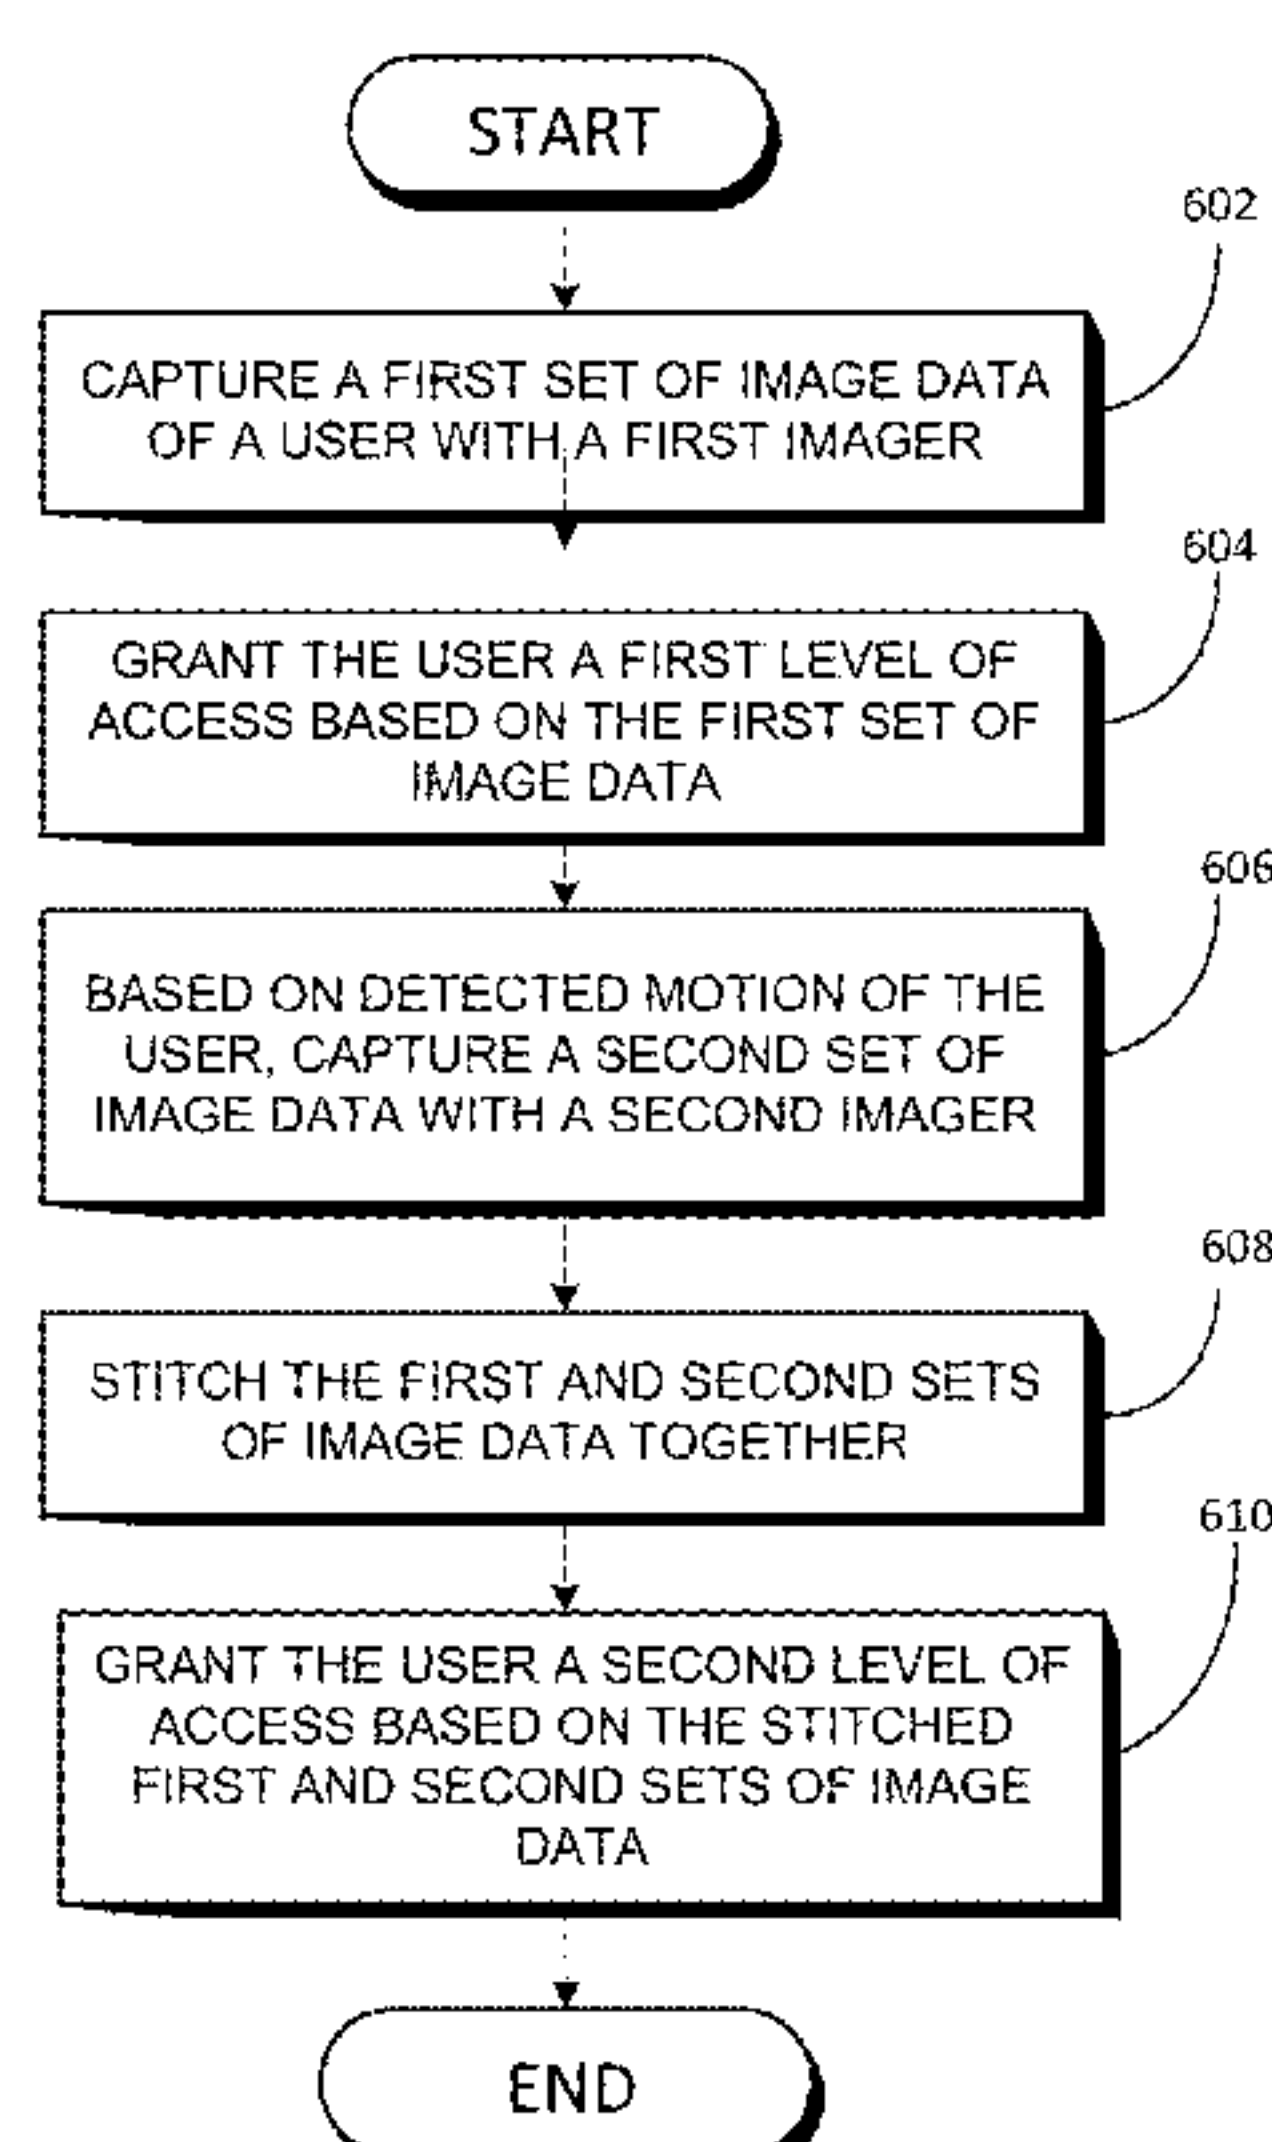 START
602
CAPTURE A FIRST SET OF IMAGE DATA
OF A USER WITH A FIRST IMAGER
604
GRANT THE USER A FIRST LEVEL OF
ACCESS BASED ON THE FIRST SET OF
IMAGE DATA
606
BASED ON DETECTED MOTION OF THE
USER, CAPTURE A SECOND SET OF
IMAGE DATA WITH A SECOND IMAGER
608
STITCH THE FIRST AND SECOND SETS
OF IMAGE DATA TOGETHER
610
GRANT THE USER A SECOND LEVEL OF
ACCESS BASED ON THE STITCHED
FIRST AND SECOND SETS OF IMAGE
DATA
END